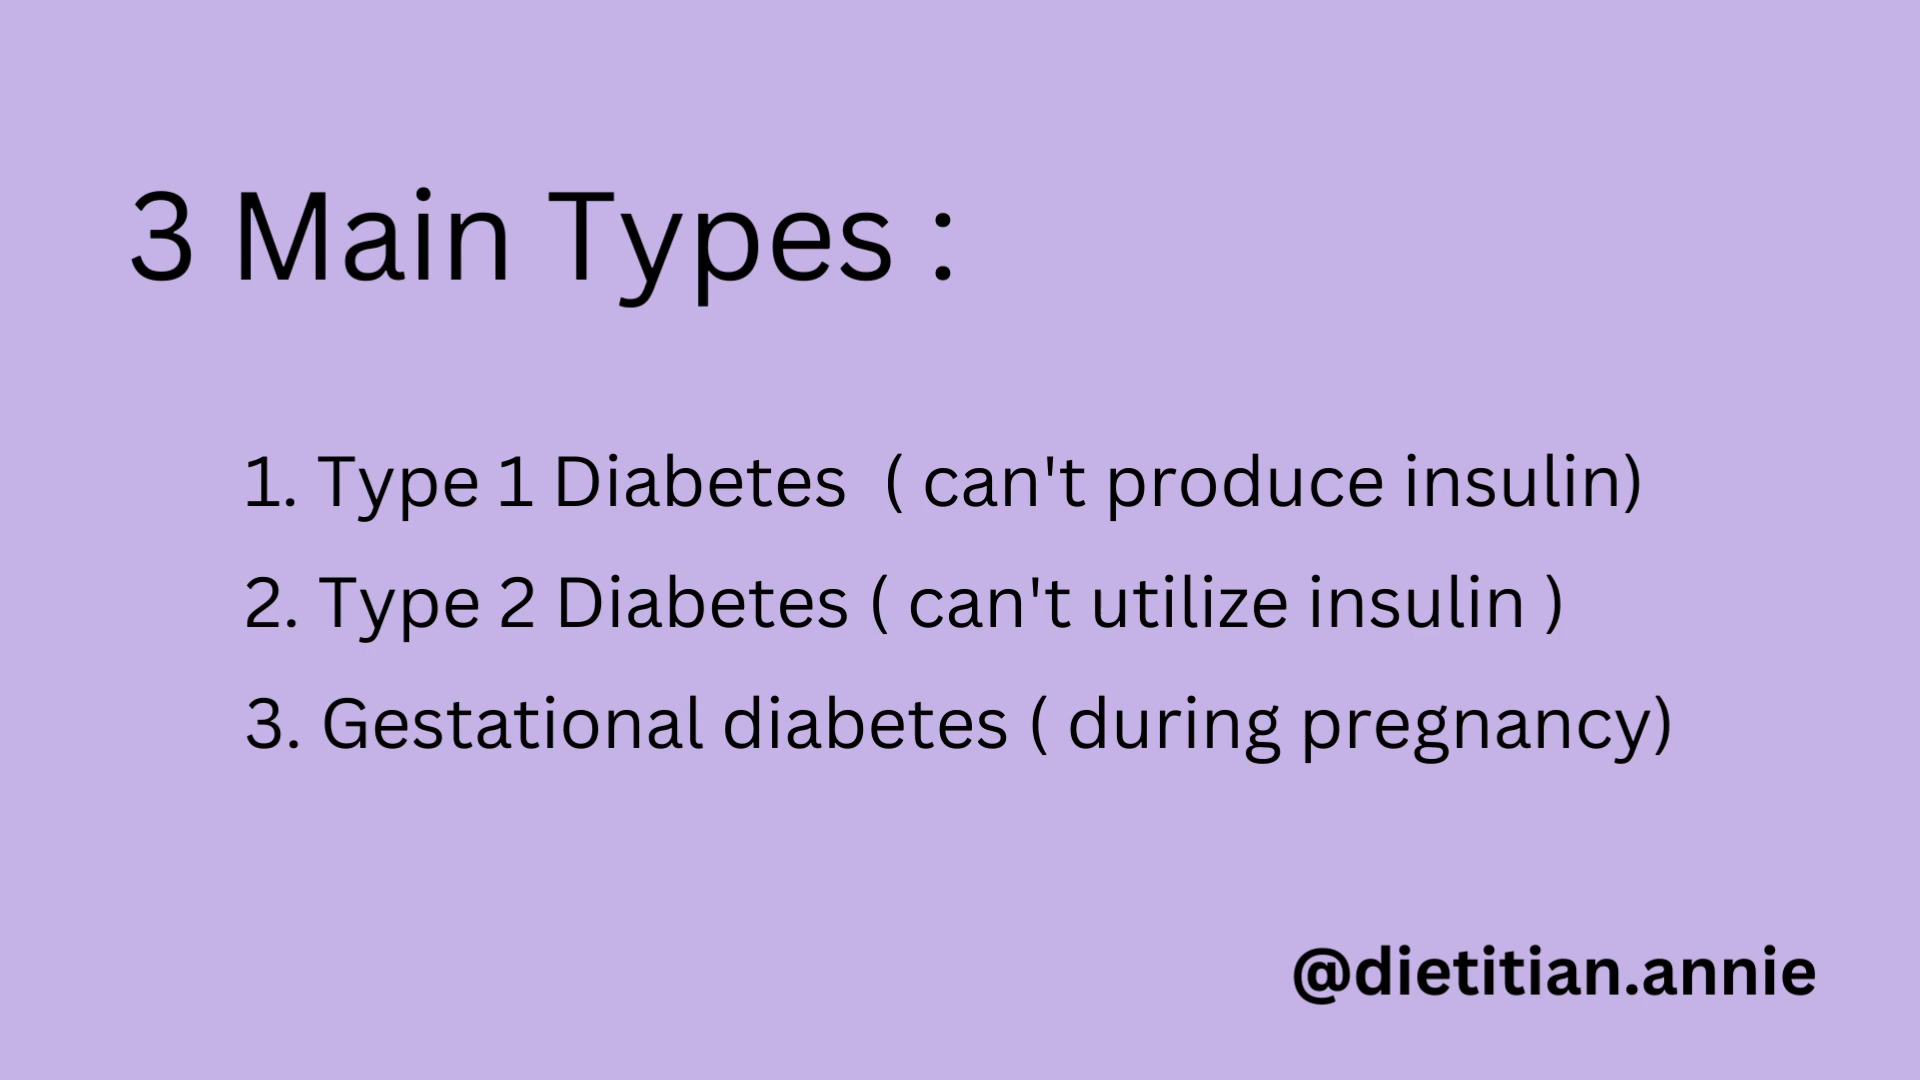 3 Main Types :
1. Type 1 Diabetes  ( can't produce insulin)
2. Type 2 Diabetes ( can't utilize insulin )
3. Gestational diabetes ( during pregnancy)
@dietitian.annie